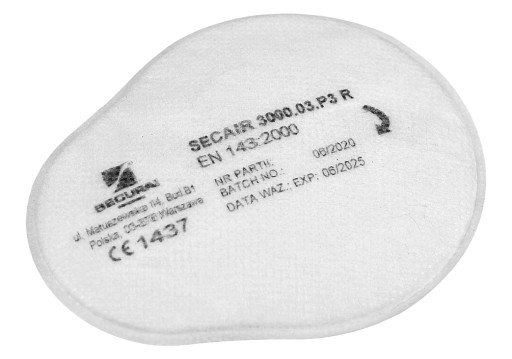 SECAIR 3000.03.P3 R
EN 143:2000
NR PARTII:
BATCH NO.: 06/2020
DATA WAŻ.; EXP: 06/2025
SECURA
ul. Matuszewska 14, Bud.B1
Polska, 03-876 Warszawa
CE 1437